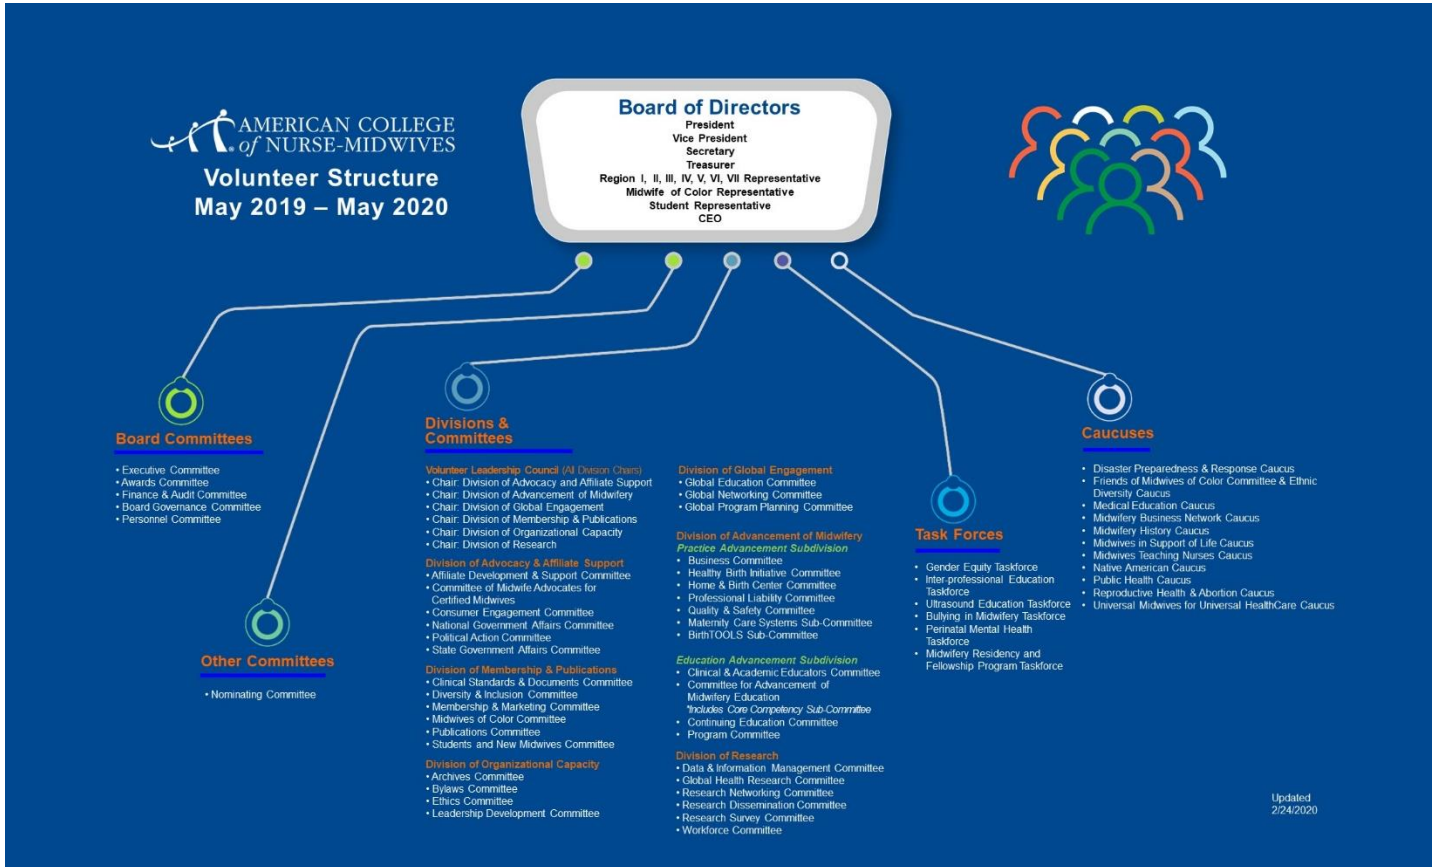 AMERICAN COLLEGE
of NURSE-MIDWIVES
Volunteer Structure
May 2019 – May 2020
Board of Directors
President
Vice President
Secretary
Treasurer
Region I, II, III, IV, V, VI, VII Representative
Midwife of Color Representative
Student Representative
CEO
Board Committees
• Executive Committee
• Awards Committee
• Finance & Audit Committee
• Board Governance Committee
• Personnel Committee
Other Committees
• Nominating Committee
Divisions &
Committees
Volunteer Leadership Council (All Division Chairs)
• Chair: Division of Advocacy and Affiliate Support
• Chair: Division of Advancement of Midwifery
• Chair: Division of Global Engagement
• Chair: Division of Membership & Publications
• Chair: Division of Organizational Capacity
• Chair: Division of Research
Division of Advocacy & Affiliate Support
• Affiliate Development & Support Committee
• Committee of Midwife Advocates for
Certified Midwives
• Consumer Engagement Committee
• National Government Affairs Committee
• Political Action Committee
• State Government Affairs Committee
Division of Membership & Publications
• Clinical Standards & Documents Committee
• Diversity & Inclusion Committee
• Membership & Marketing Committee
• Midwives of Color Committee
• Publications Committee
• Students and New Midwives Committee
Division of Organizational Capacity
• Archives Committee
• Bylaws Committee
• Ethics Committee
• Leadership Development Committee
Division of Global Engagement
• Global Education Committee
• Global Networking Committee
• Global Program Planning Committee
Division of Advancement of Midwifery
Practice Advancement Subdivision
• Business Committee
• Healthy Birth Initiative Committee
• Home & Birth Center Committee
• Professional Liability Committee
• Quality & Safety Committee
• Maternity Care Systems Sub-Committee
• BirthTOOLS Sub-Committee
Education Advancement Subdivision
• Clinical & Academic Educators Committee
• Committee for Advancement of
Midwifery Education
*Includes Core Competency Sub-Committee
• Continuing Education Committee
• Program Committee
Division of Research
• Data & Information Management Committee
• Global Health Research Committee
• Research Networking Committee
• Research Dissemination Committee
• Research Survey Committee
• Workforce Committee
Task Forces
• Gender Equity Taskforce
• Inter-professional Education
Taskforce
• Ultrasound Education Taskforce
• Bullying in Midwifery Taskforce
• Perinatal Mental Health
Taskforce
• Midwifery Residency and
Fellowship Program Taskforce
Caucuses
• Disaster Preparedness & Response Caucus
• Friends of Midwives of Color Committee & Ethnic
Diversity Caucus
• Medical Education Caucus
• Midwifery Business Network Caucus
• Midwifery History Caucus
• Midwives in Support of Life Caucus
• Midwives Teaching Nurses Caucus
• Native American Caucus
• Public Health Caucus
• Reproductive Health & Abortion Caucus
• Universal Midwives for Universal HealthCare Caucus
Updated
2/24/2020